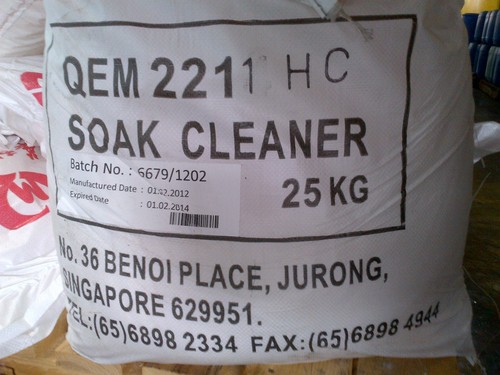 QEM 2211 HC
SOAK CLEANER
Batch No. : 6679/1202
Manufactured Date : 01.02.2012
Expired Date : 01.02.2014
25 KG
No. 36 BENOI PLACE, JURONG,
SINGAPORE 629951.
TEL:(65)6898 2334 FAX:(65)6898 4944